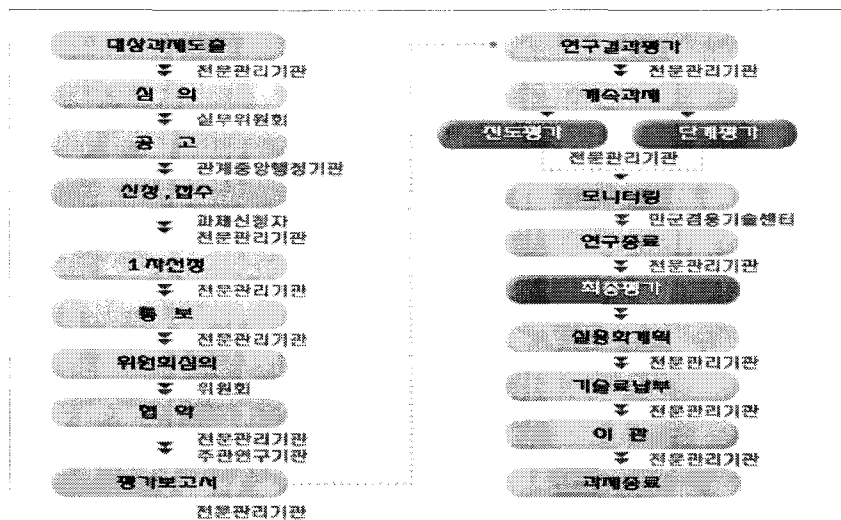 대상과제도출
전문관리기관
심 의
실무위원회
공 고
관계중앙행정기관
신청,접수
과제신청자
전문관리기관
1차선정
전문관리기관
통 보
전문관리기관
위원회심의
위원회
협 약
전문관리기관
주관연구기관
평가보고서
전문관리기관
연구결과평가
전문관리기관
계속과제
진도평가 단계평가
전문관리기관
모니터링
민군겸용기술센터
연구종료
전문관리기관
최종평가
실용화계획
전문관리기관
기술료납부
전문관리기관
이 관
전문관리기관
과제종료